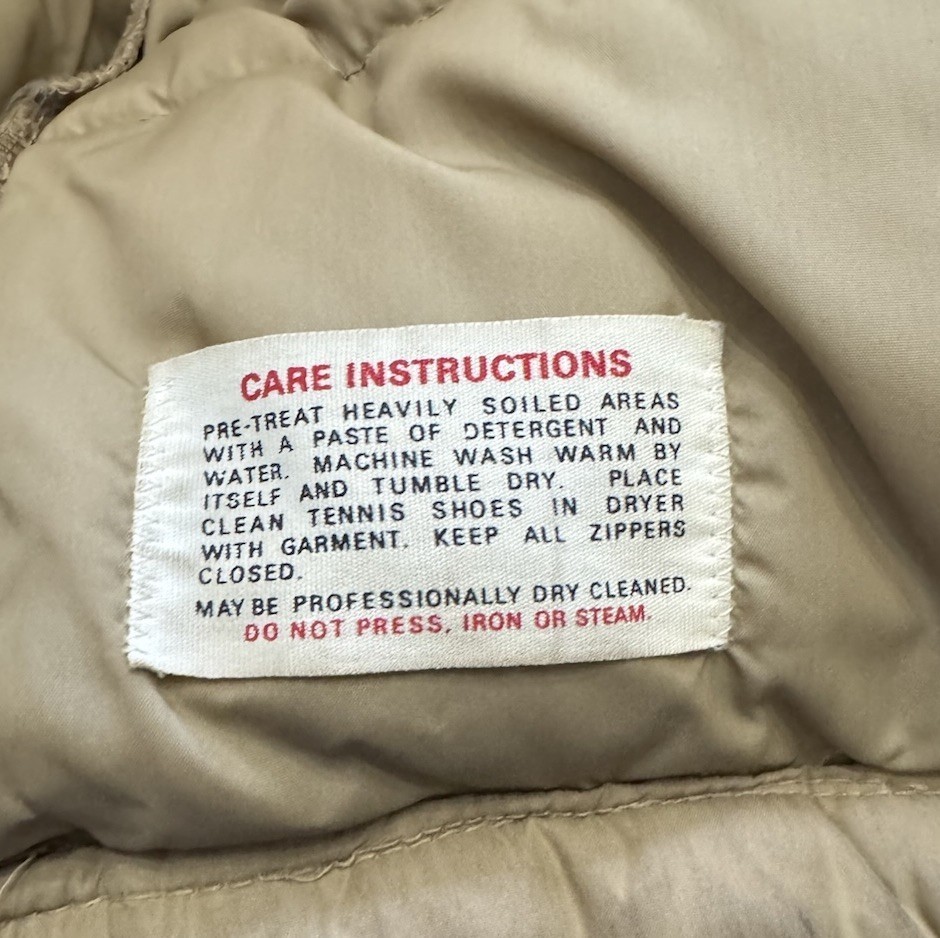 CARE INSTRUCTIONS
PRE-TREAT HEAVILY SOILED AREAS
WITH A PASTE OF DETERGENT AND
WATER. MACHINE WASH WARM BY
ITSELF AND TUMBLE DRY. PLACE
CLEAN TENNIS SHOES IN DRYER
WITH GARMENT. KEEP ALL ZIPPERS
CLOSED.
MAY BE PROFESSIONALLY DRY CLEANED.
DO NOT PRESS, IRON OR STEAM.